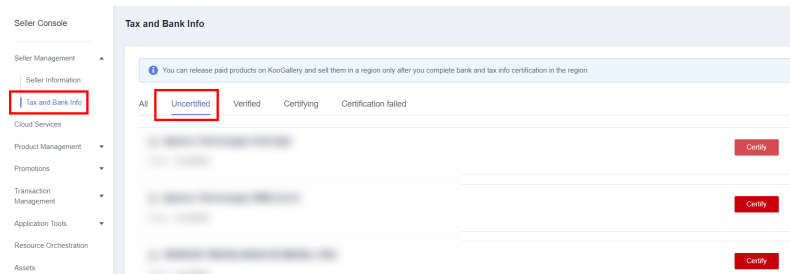 Seller Console
Tax and Bank Info
Seller Management
Seller Information
Tax and Bank Info
Cloud Services
Product Management
Promotions
Transaction
Management
Application Tools
Resource Orchestration
Assets
You can release paid products on KooGallery and sell them in a region only after you complete bank and tax info certification in the region.
All Uncertified Verified Certifying Certification failed
Certify
Certify
Certify